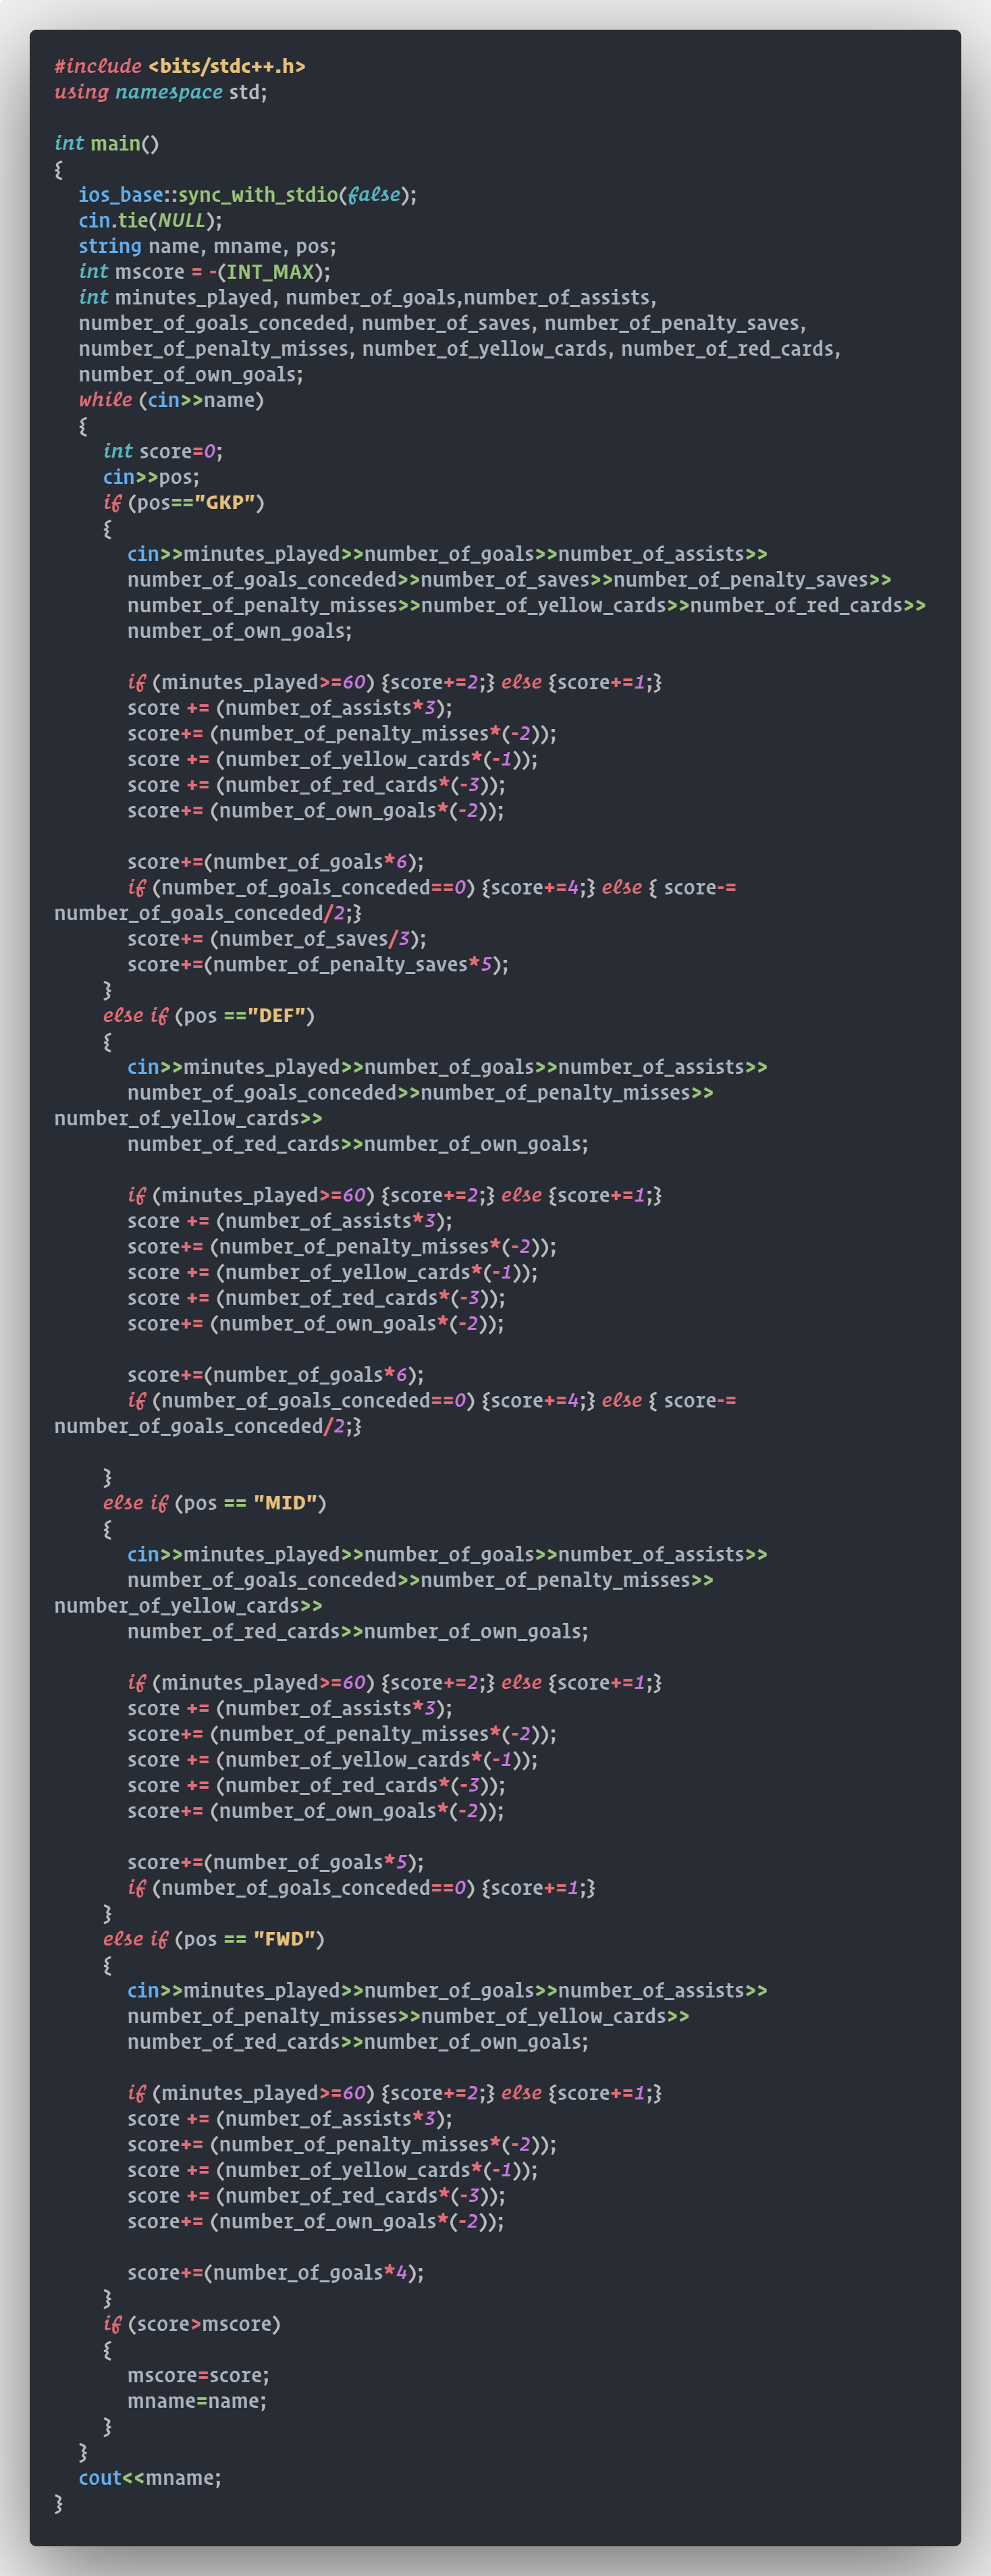 #include <bits/stdc++.h>
using namespace std;

int main()
{
  ios_base::sync_with_stdio(false);
  cin.tie(NULL);
  string name, mname, pos;
  int mscore = -(INT_MAX);
  int minutes_played, number_of_goals,number_of_assists,
  number_of_goals_conceded, number_of_saves, number_of_penalty_saves,
  number_of_penalty_misses, number_of_yellow_cards, number_of_red_cards,
  number_of_own_goals;
  while (cin>>name)
  {
    int score=0;
    cin>>pos;
    if (pos=="GKP")
    {
      cin>>minutes_played>>number_of_goals>>number_of_assists>>
      number_of_goals_conceded>>number_of_saves>>number_of_penalty_saves>>
      number_of_penalty_misses>>number_of_yellow_cards>>number_of_red_cards>>
      number_of_own_goals;

      if (minutes_played>=60) {score+=2;} else {score+=1;}
      score += (number_of_assists*3);
      score+= (number_of_penalty_misses*(-2));
      score += (number_of_yellow_cards*(-1));
      score += (number_of_red_cards*(-3));
      score+= (number_of_own_goals*(-2));

      score+=(number_of_goals*6);
      if (number_of_goals_conceded==0) {score+=4;} else { score-=
number_of_goals_conceded/2;}
      score+= (number_of_saves/3);
      score+=(number_of_penalty_saves*5);
    }
    else if (pos =="DEF")
    {
      cin>>minutes_played>>number_of_goals>>number_of_assists>>
      number_of_goals_conceded>>number_of_penalty_misses>>
number_of_yellow_cards>>
      number_of_red_cards>>number_of_own_goals;

      if (minutes_played>=60) {score+=2;} else {score+=1;}
      score += (number_of_assists*3);
      score+= (number_of_penalty_misses*(-2));
      score += (number_of_yellow_cards*(-1));
      score += (number_of_red_cards*(-3));
      score+= (number_of_own_goals*(-2));

      score+=(number_of_goals*6);
      if (number_of_goals_conceded==0) {score+=4;} else { score-=
number_of_goals_conceded/2;}

    }
    else if (pos == "MID")
    {
      cin>>minutes_played>>number_of_goals>>number_of_assists>>
      number_of_goals_conceded>>number_of_penalty_misses>>
number_of_yellow_cards>>
      number_of_red_cards>>number_of_own_goals;

      if (minutes_played>=60) {score+=2;} else {score+=1;}
      score += (number_of_assists*3);
      score+= (number_of_penalty_misses*(-2));
      score += (number_of_yellow_cards*(-1));
      score += (number_of_red_cards*(-3));
      score+= (number_of_own_goals*(-2));

      score+=(number_of_goals*5);
      if (number_of_goals_conceded==0) {score+=1;}
    }
    else if (pos == "FWD")
    {
      cin>>minutes_played>>number_of_goals>>number_of_assists>>
      number_of_penalty_misses>>number_of_yellow_cards>>
      number_of_red_cards>>number_of_own_goals;

      if (minutes_played>=60) {score+=2;} else {score+=1;}
      score += (number_of_assists*3);
      score+= (number_of_penalty_misses*(-2));
      score += (number_of_yellow_cards*(-1));
      score += (number_of_red_cards*(-3));
      score+= (number_of_own_goals*(-2));

      score+=(number_of_goals*4);
    }
    if (score>mscore)
    {
      mscore=score;
      mname=name;
    }
  }
  cout<<mname;
}